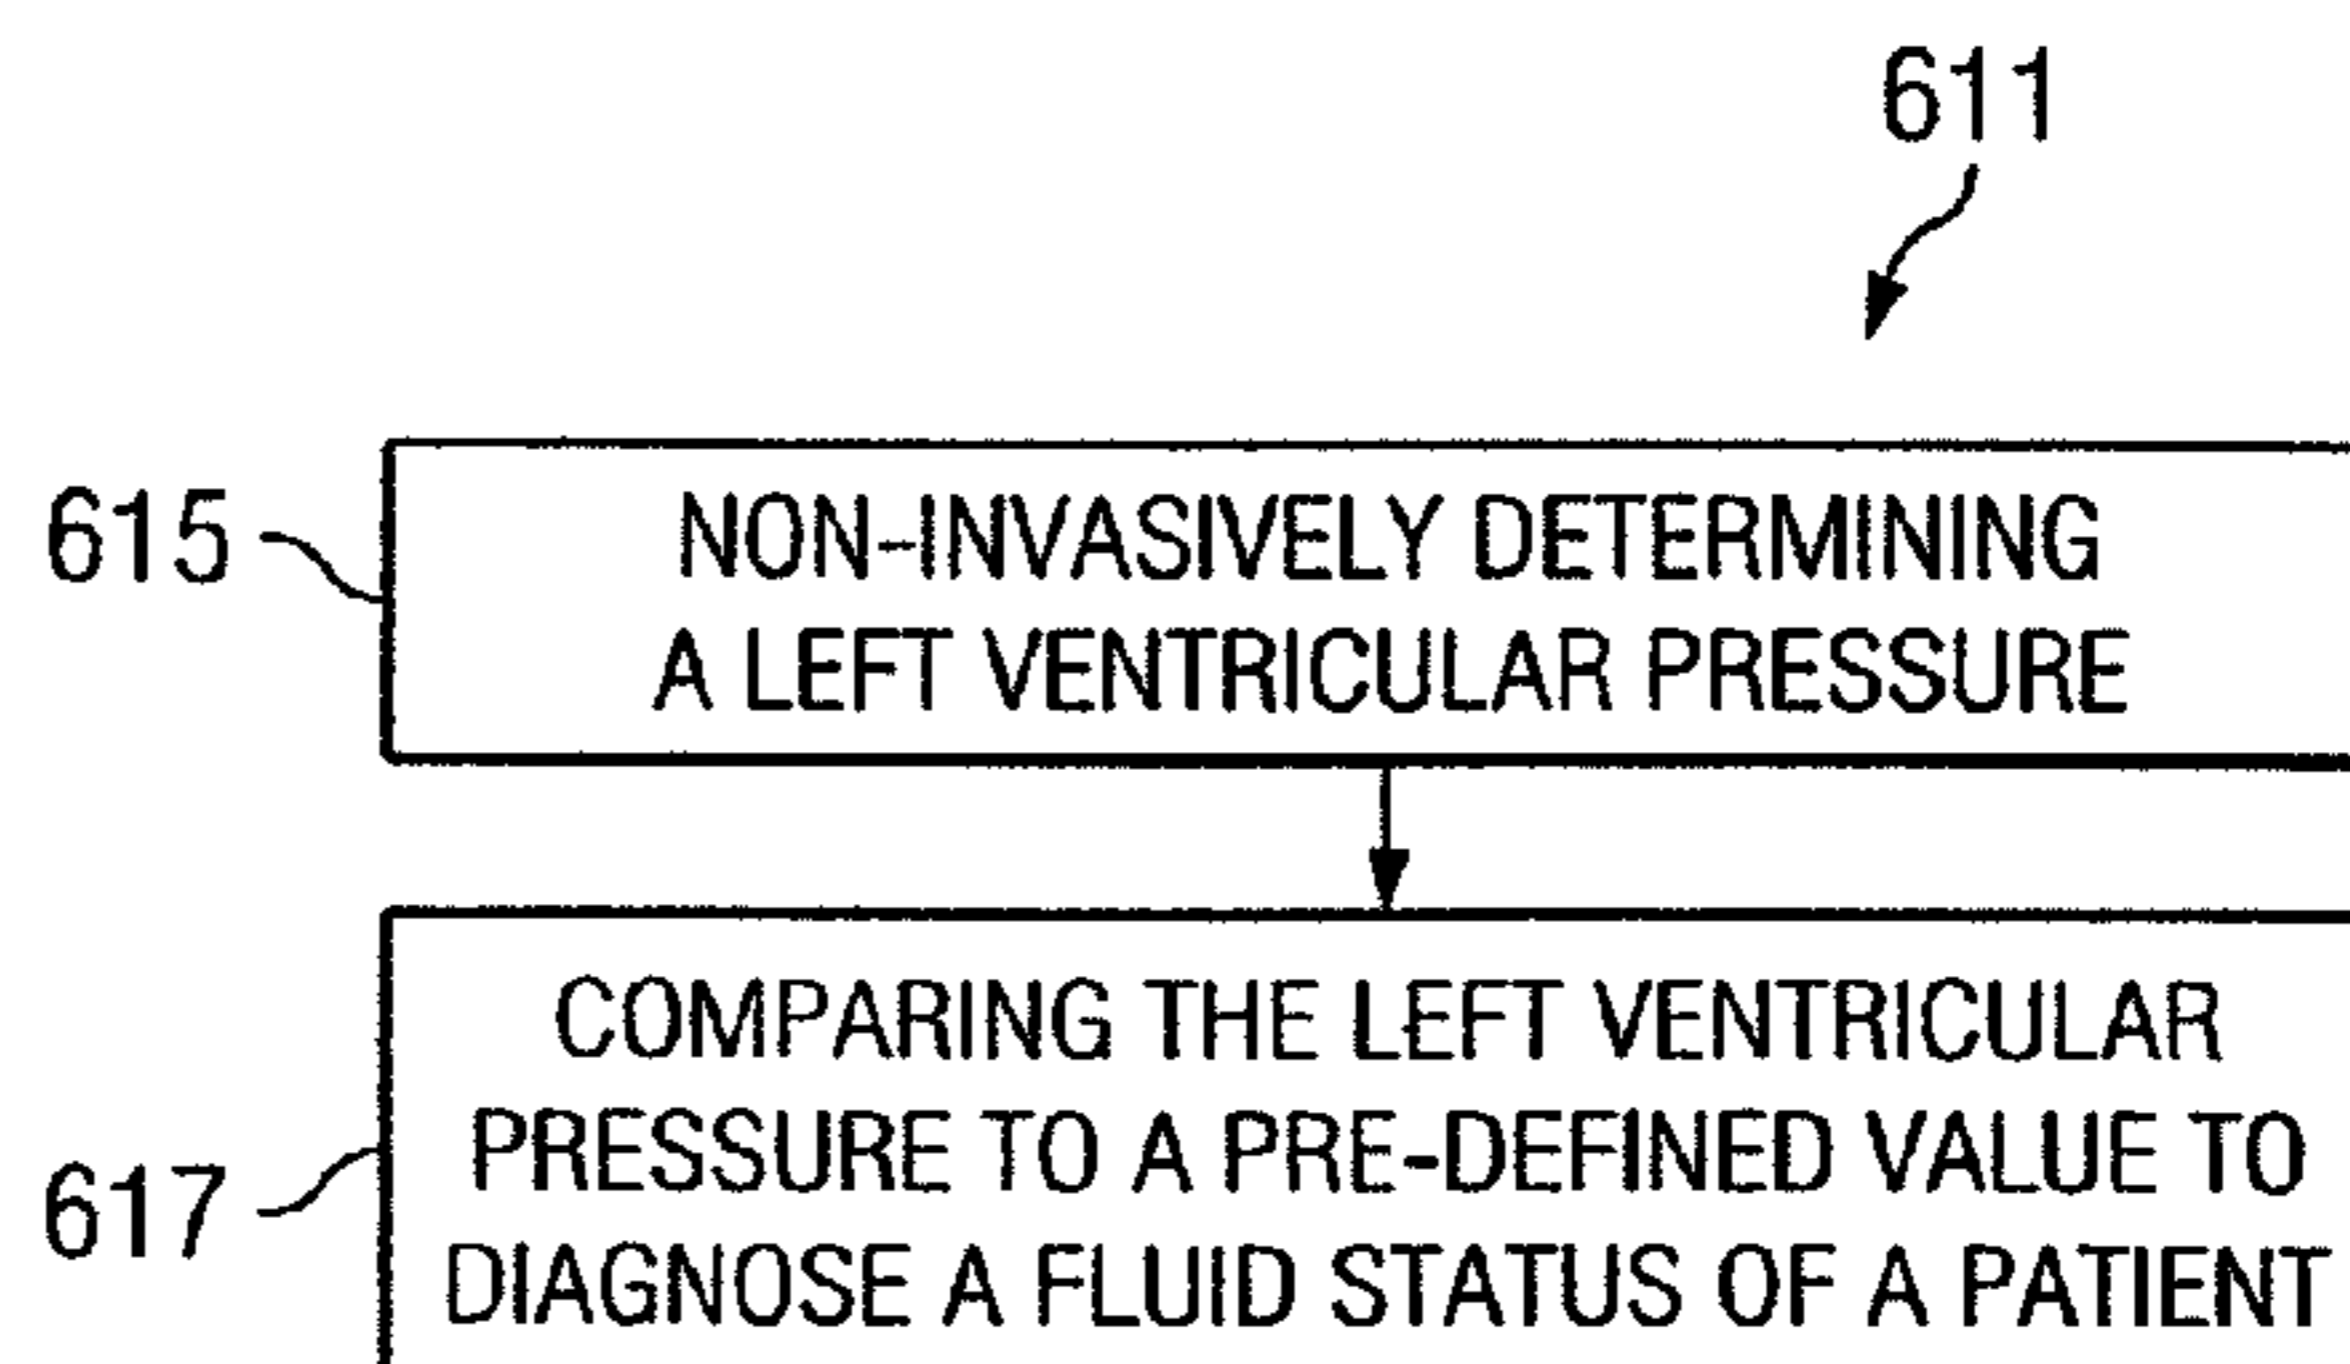 611
615
NON-INVASIVELY DETERMINING
A LEFT VENTRICULAR PRESSURE
COMPARING THE LEFT VENTRICULAR
617
PRESSURE TO A PRE-DEFINED VALUE TO
DIAGNOSE A FLUID STATUS OF A PATIENT